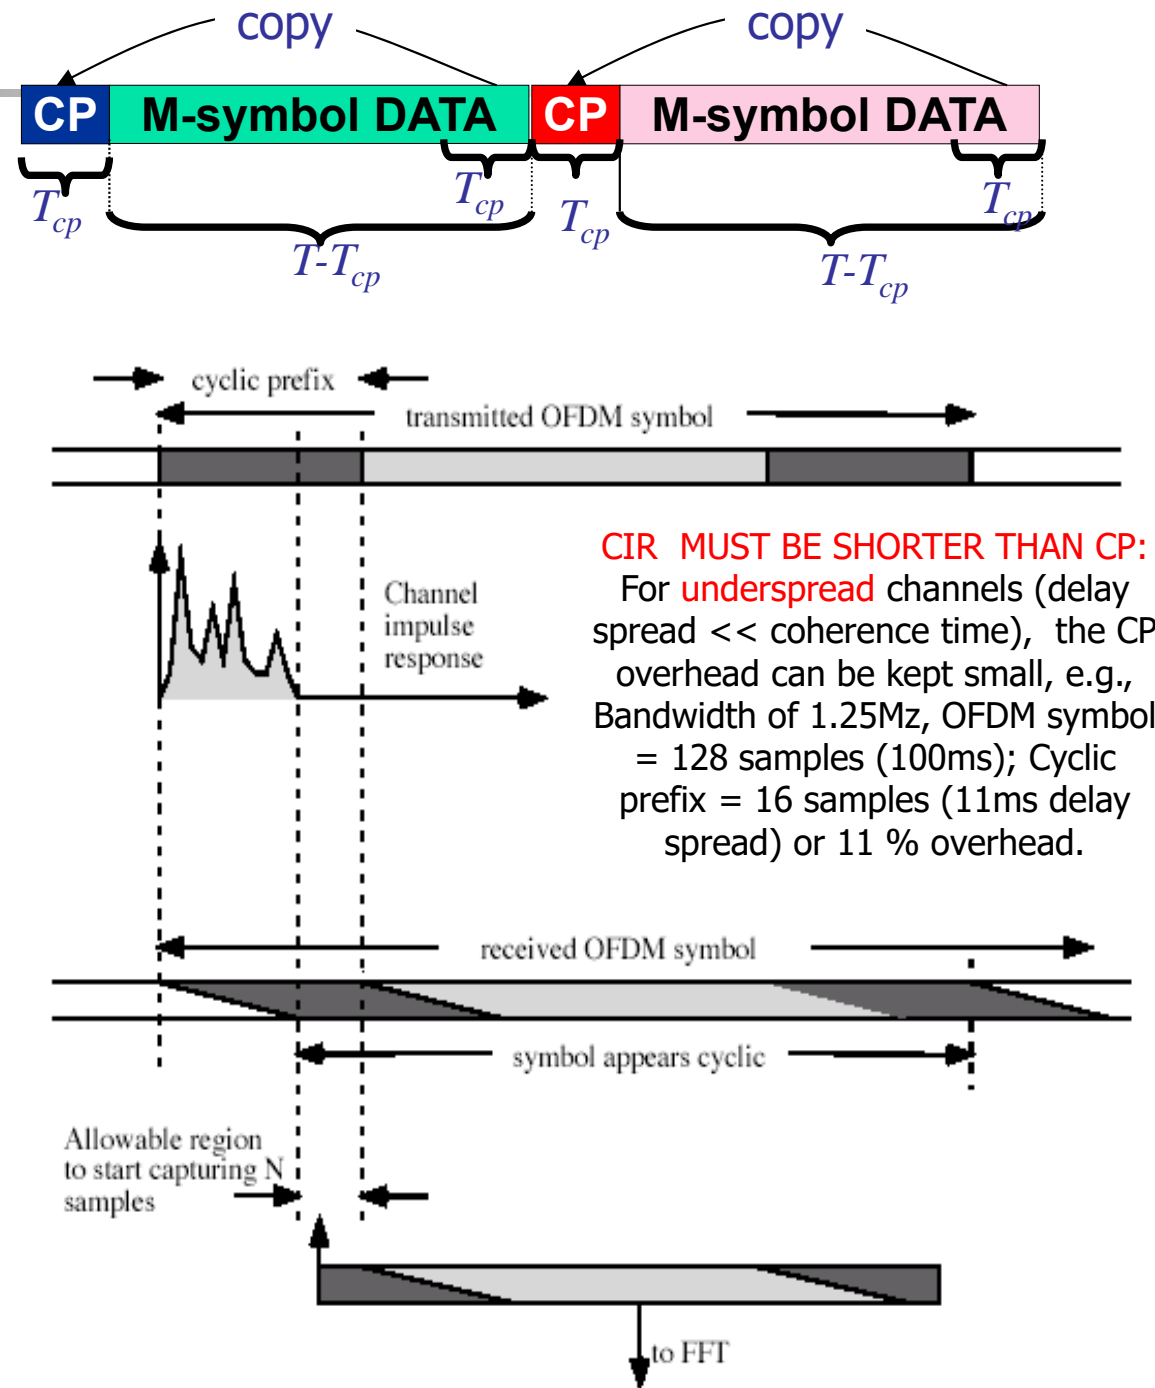 copy copy
CP M-symbol DATA CP M-symbol DATA
Tcp Tcp Tcp Tcp
T-Tcp T-Tcp
cyclic prefix
transmitted OFDM symbol
Channel
impulse
response
CIR MUST BE SHORTER THAN CP:
For underspread channels (delay
spread << coherence time), the CP
overhead can be kept small, e.g.,
Bandwidth of 1.25Mz, OFDM symbol
= 128 samples (100ms); Cyclic
prefix = 16 samples (11ms delay
spread) or 11 % overhead.
received OFDM symbol
symbol appears cyclic
Allowable region
to start capturing N
samples
to FFT